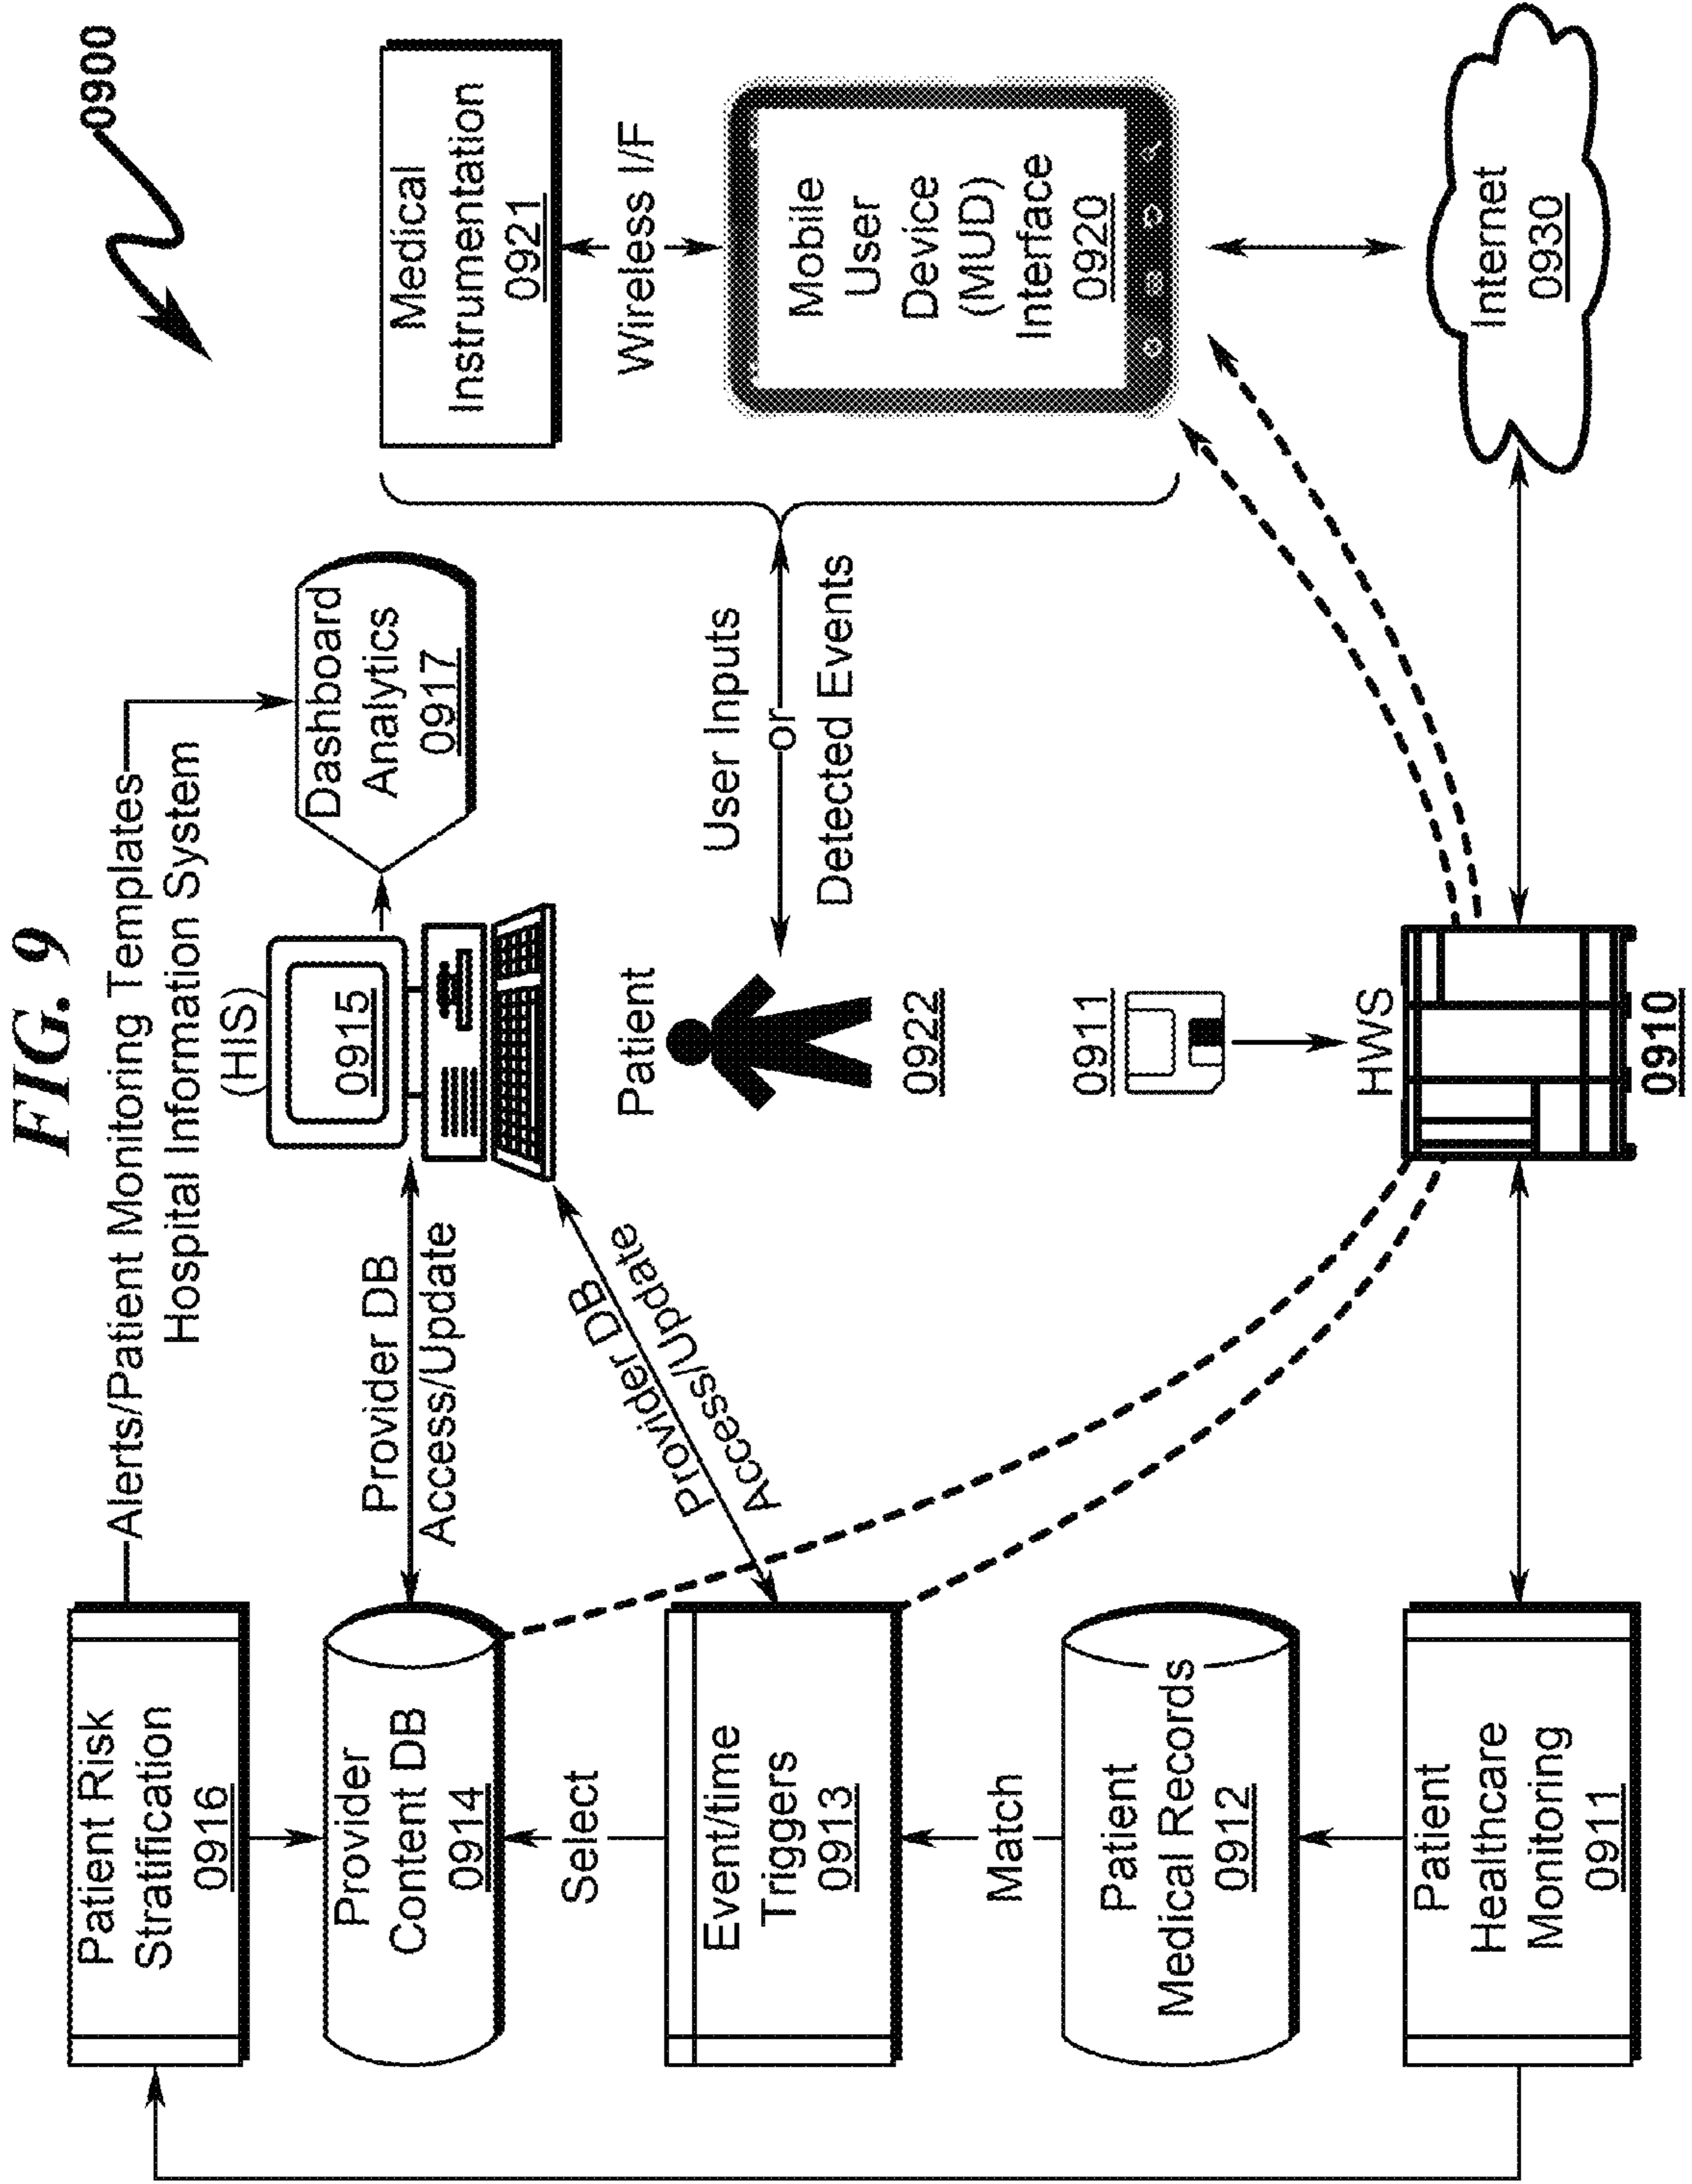 FIG. 9
0900
Alerts/Patient Monitoring Templates
Hospital Information System
(HIS)
0915
Patient Risk
Stratification
0916
Provider DB
Access/Update
Dashboard
Analytics
0917
Medical
Instrumentation
0921
Provider
Content DB
0914
Provider DB
Access/Update
Select
Wireless I/F
Patient
0922
User Inputs
or
Detected Events
Event/time
Triggers
0913
Mobile
User
Device
(MUD)
Interface
0920
Match
0911
Patient
Medical Records
0912
HWS
0910
Patient
Healthcare
Monitoring
0911
Internet
0930